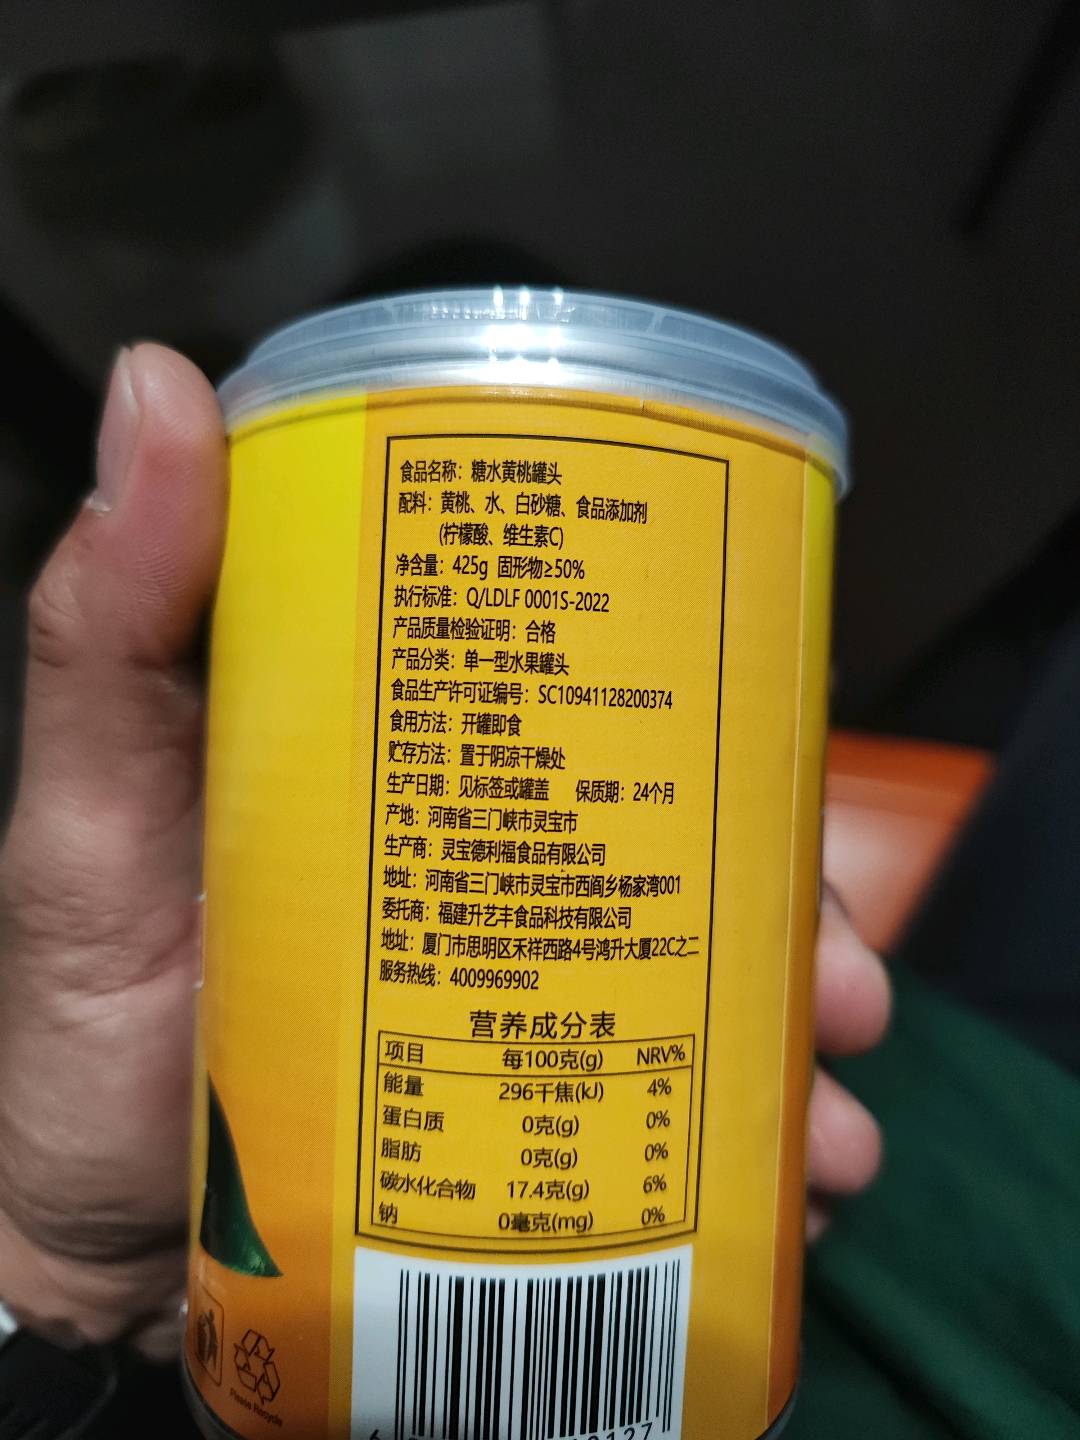 食品名称：糖水黄桃罐头
配料：黄桃、水、白砂糖、食品添加剂
(柠檬酸、维生素C)
净含量：425g 固形物≥50%
执行标准：Q/LDLF 0001S-2022
产品质量检验证明：合格
产品分类：单一型水果罐头
食品生产许可证编号：SC10941128200374
食用方法：开罐即食
贮存方法：置于阴凉干燥处
生产日期：见标签或罐盖 保质期：24个月
产地：河南省三门峡市灵宝市
生产商：灵宝德利福食品有限公司
地址：河南省三门峡市灵宝市西阎乡杨家湾001
委托商：福建升艺丰食品科技有限公司
地址：厦门市思明区禾祥西路4号鸿升大厦22C之二
服务热线：4009969902
营养成分表
项目 每100克(g) NRV%
能量 296千焦(kJ) 4%
蛋白质 0克(g) 0%
脂肪 0克(g) 0%
碳水化合物 17.4克(g) 6%
钠 0毫克(mg) 0%
Please Recycle